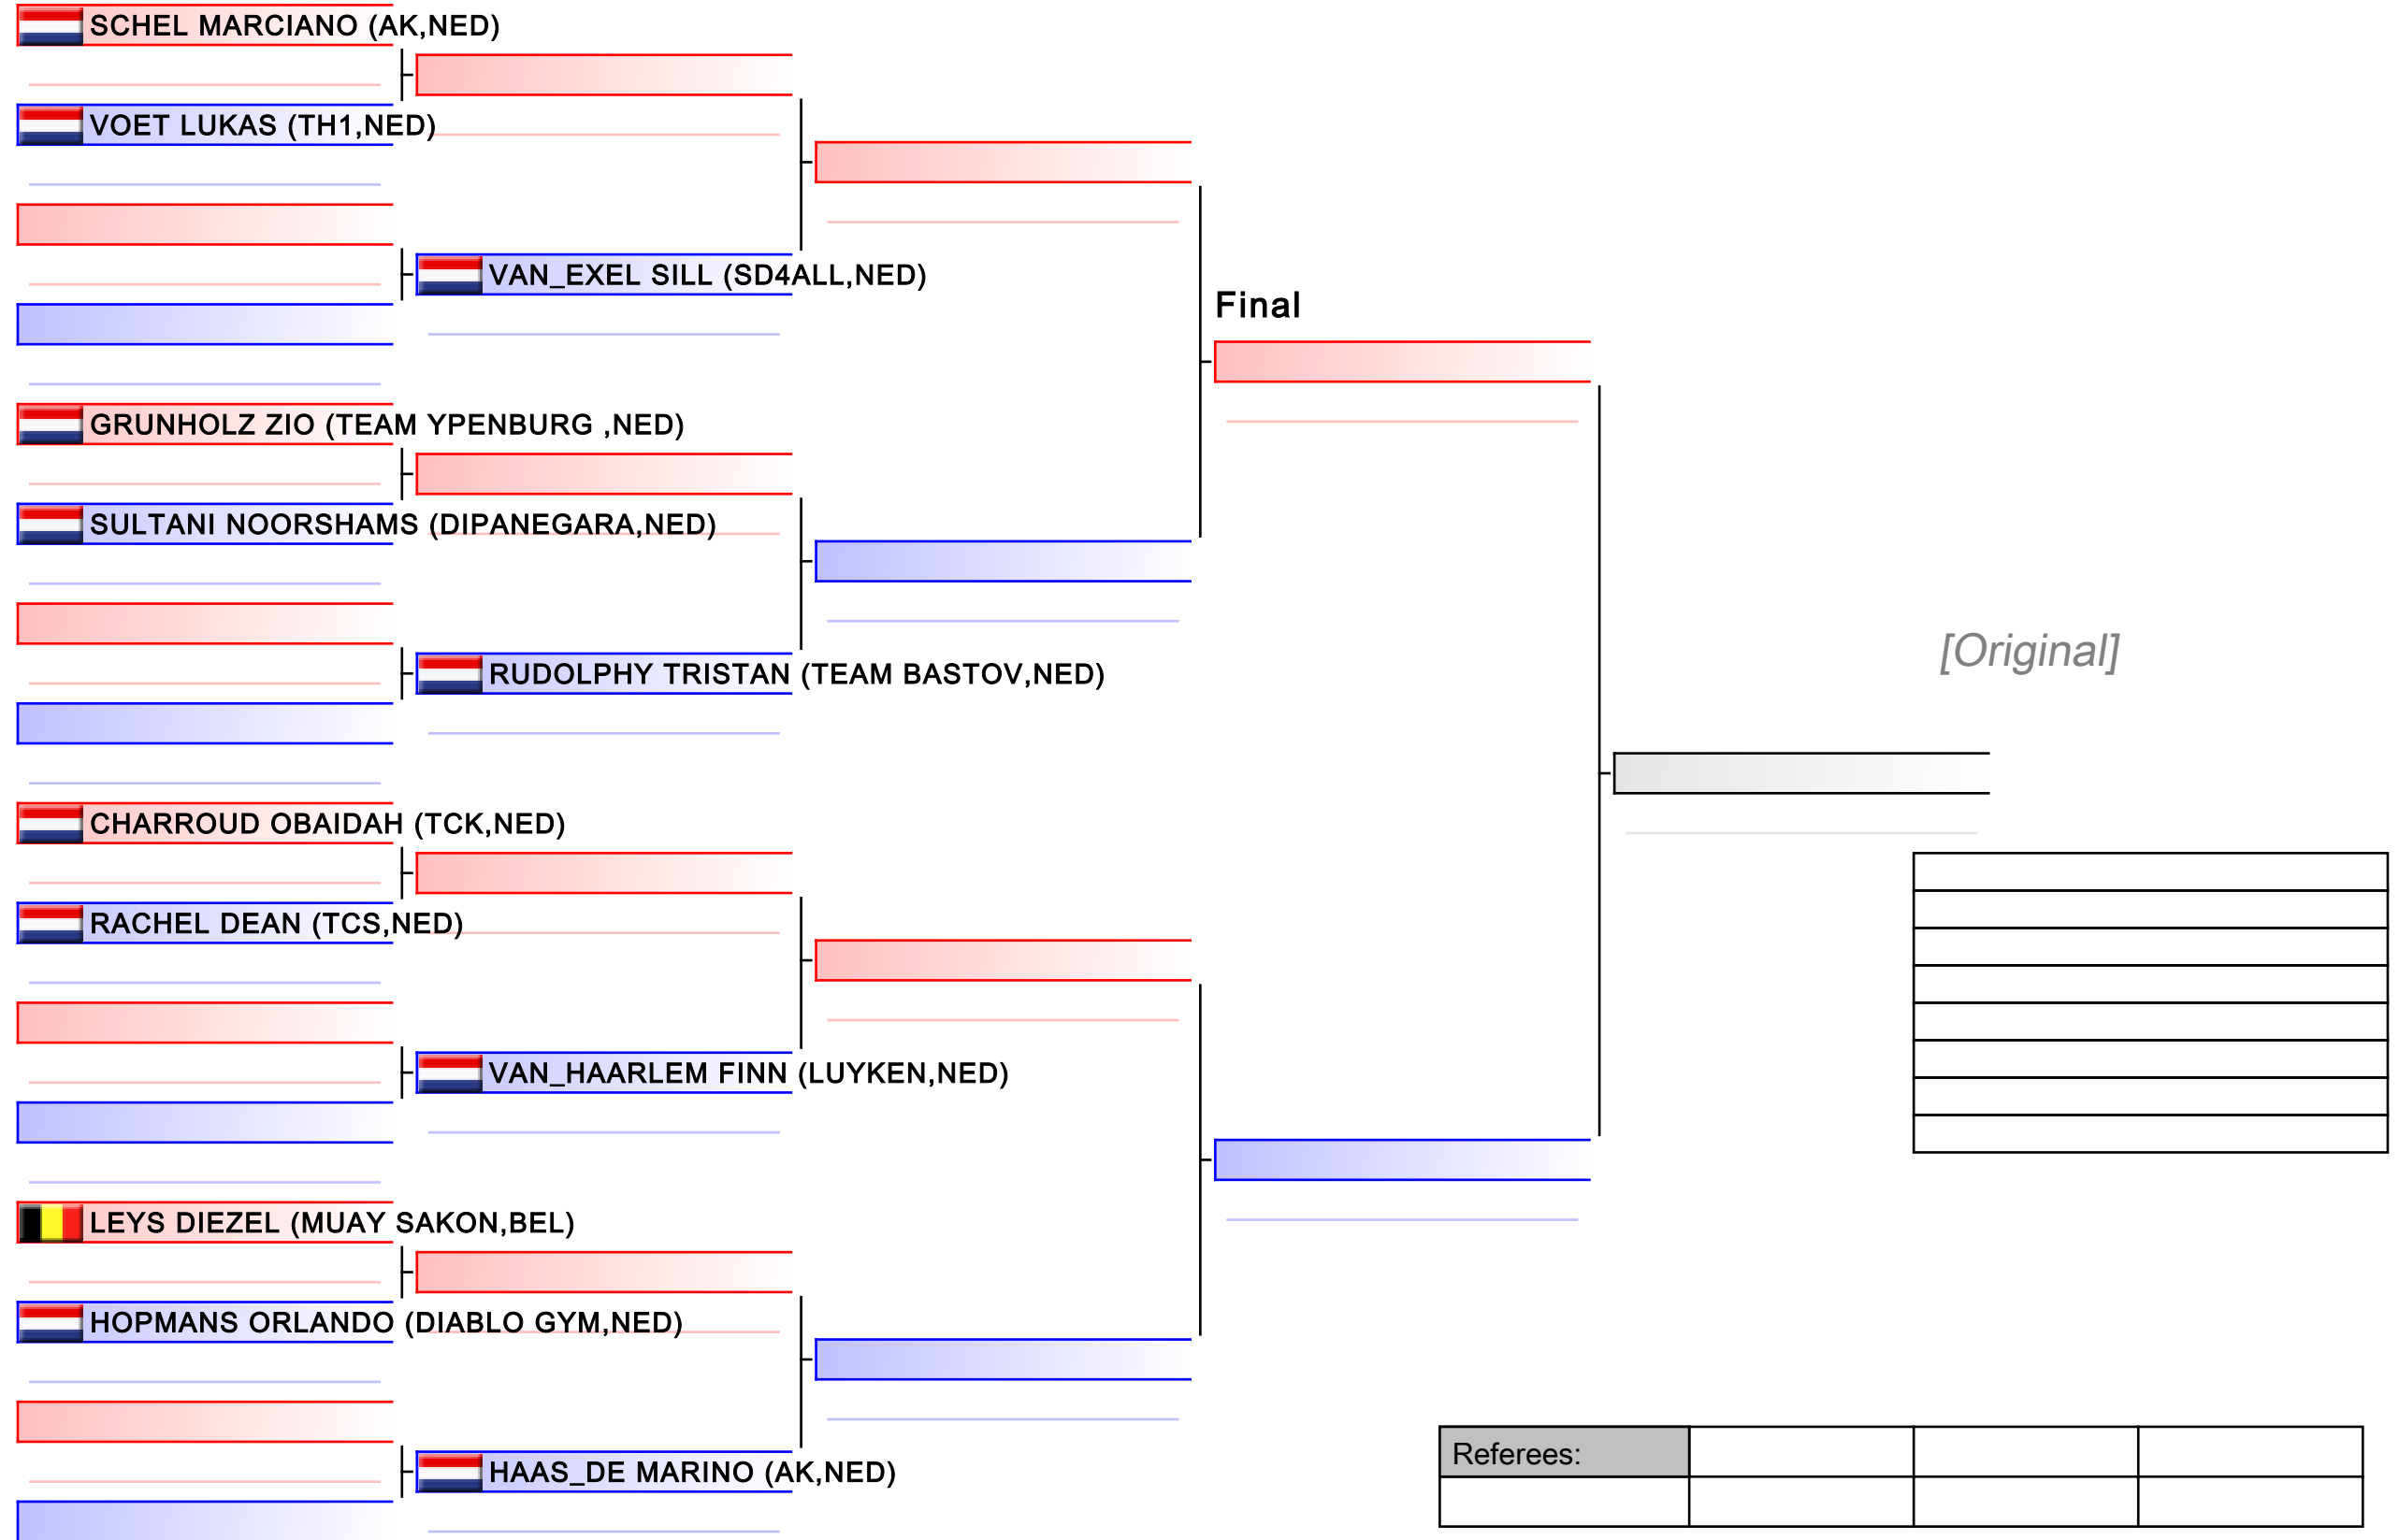 SCHEL MARCIANO (AK,NED)
VOET LUKAS (TH1,NED)
VAN_EXEL SILL (SD4ALL,NED)
Final
GRUNHOLZ ZIO (TEAM YPENBURG ,NED)
SULTANI NOORSHAMS (DIPANEGARA,NED)
[Original]
RUDOLPHY TRISTAN (TEAM BASTOV,NED)
CHARROUD OBAIDAH (TCK,NED)
RACHEL DEAN (TCS,NED)
VAN_HAARLEM FINN (LUYKEN,NED)
LEYS DIEZEL (MUAY SAKON,BEL)
HOPMANS ORLANDO (DIABLO GYM,NED)
HAAS_DE MARINO (AK,NED)
Referees: